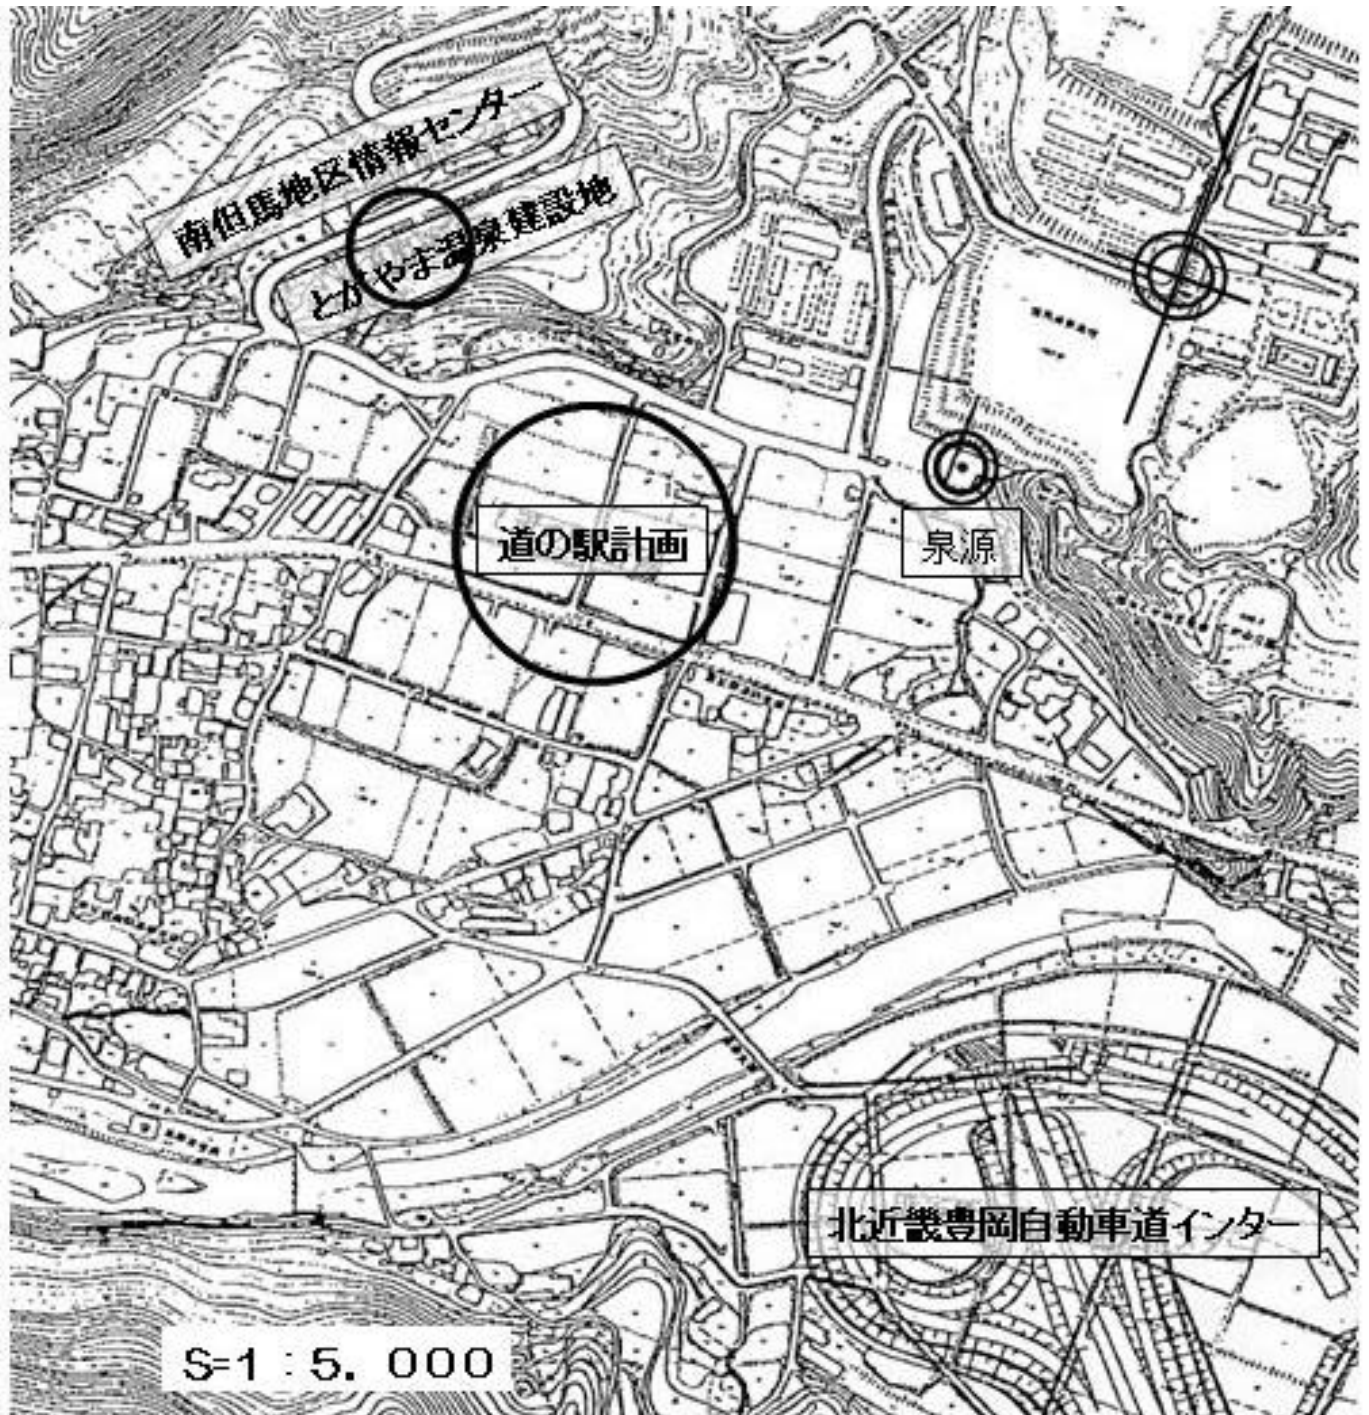 南但馬地区情報センター
とがやま温泉建設地
道の駅計画
泉源
北近畿豊岡自動車道インター
S=1：5．000